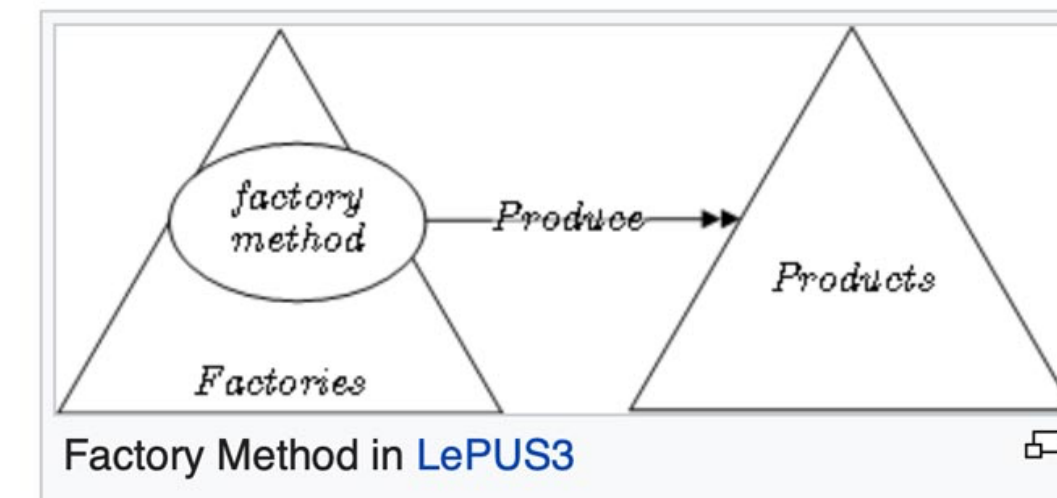 factory
method
Produce
Products
Factories
Factory Method in LePUS3